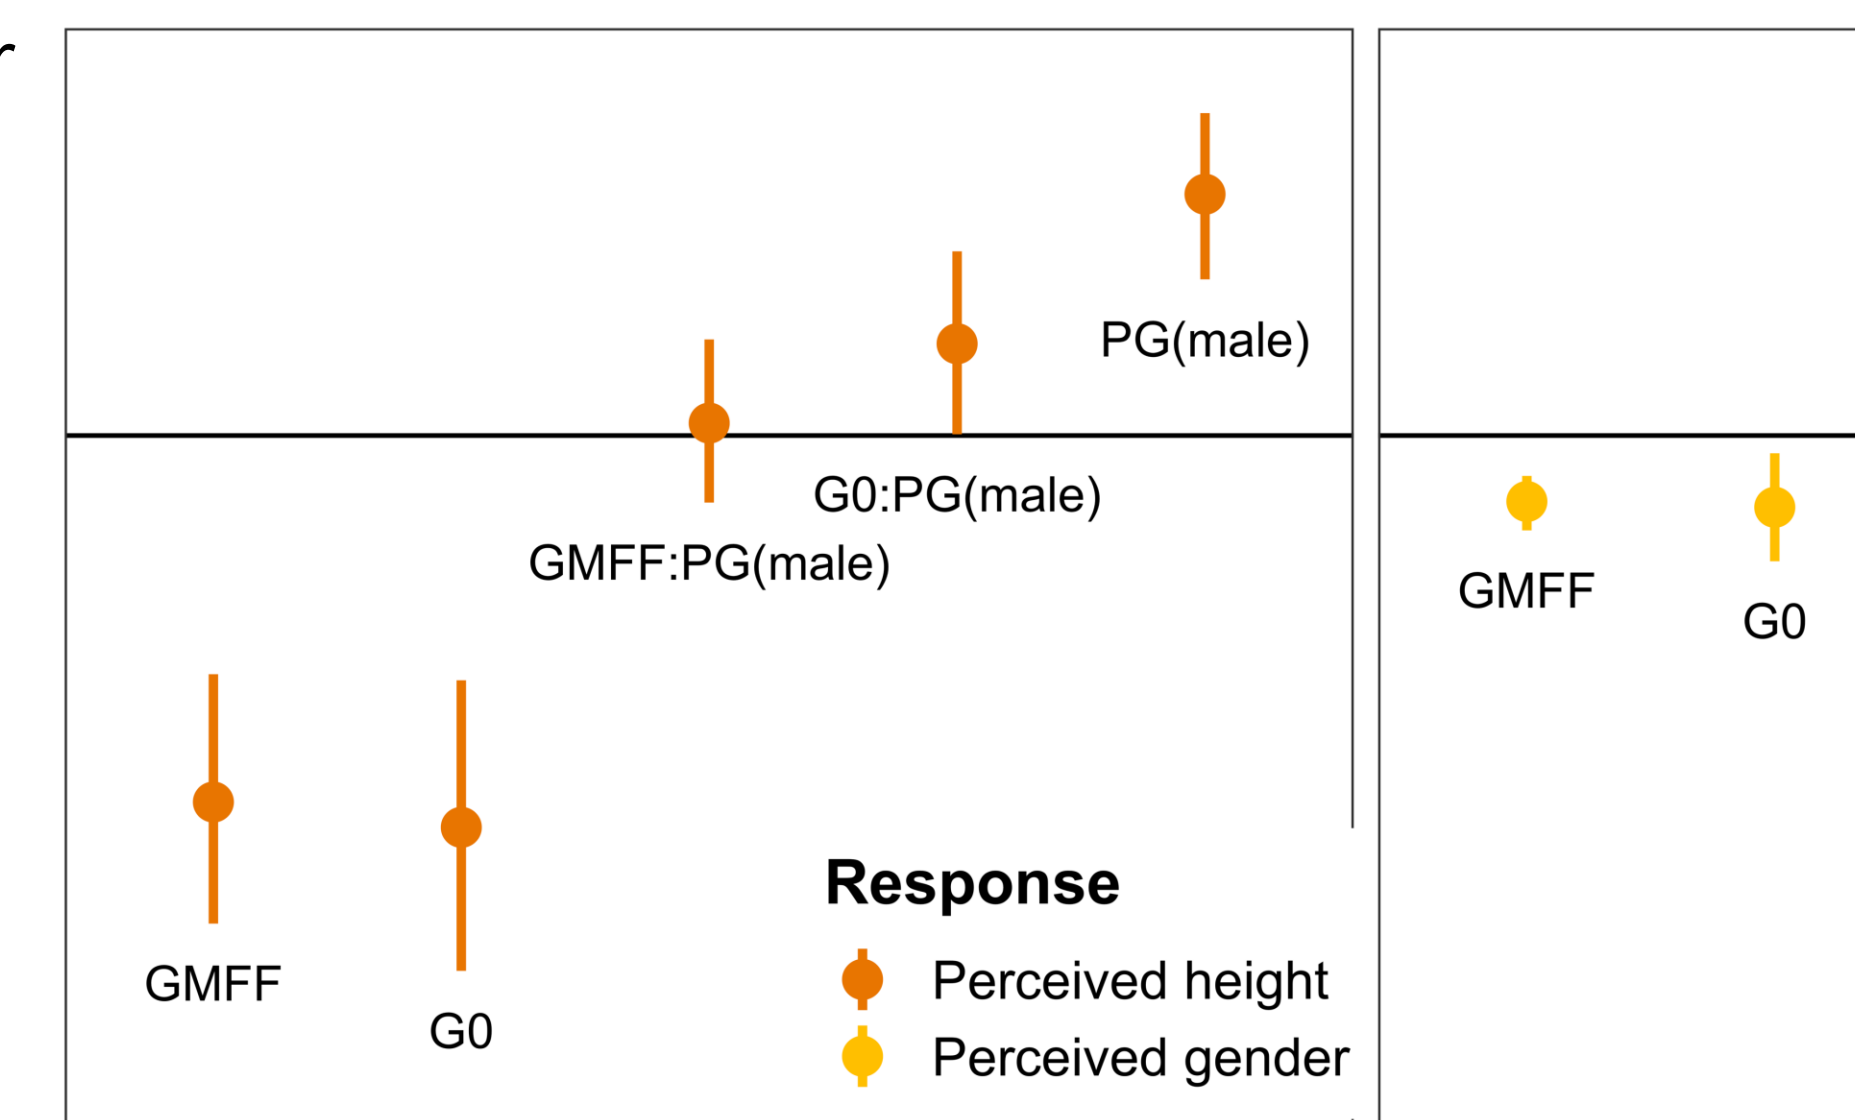 r
PG(male)
G0:PG(male)
GMFF:PG(male)
GMFF
G0
GMFF
G0
Response
Perceived height
Perceived gender